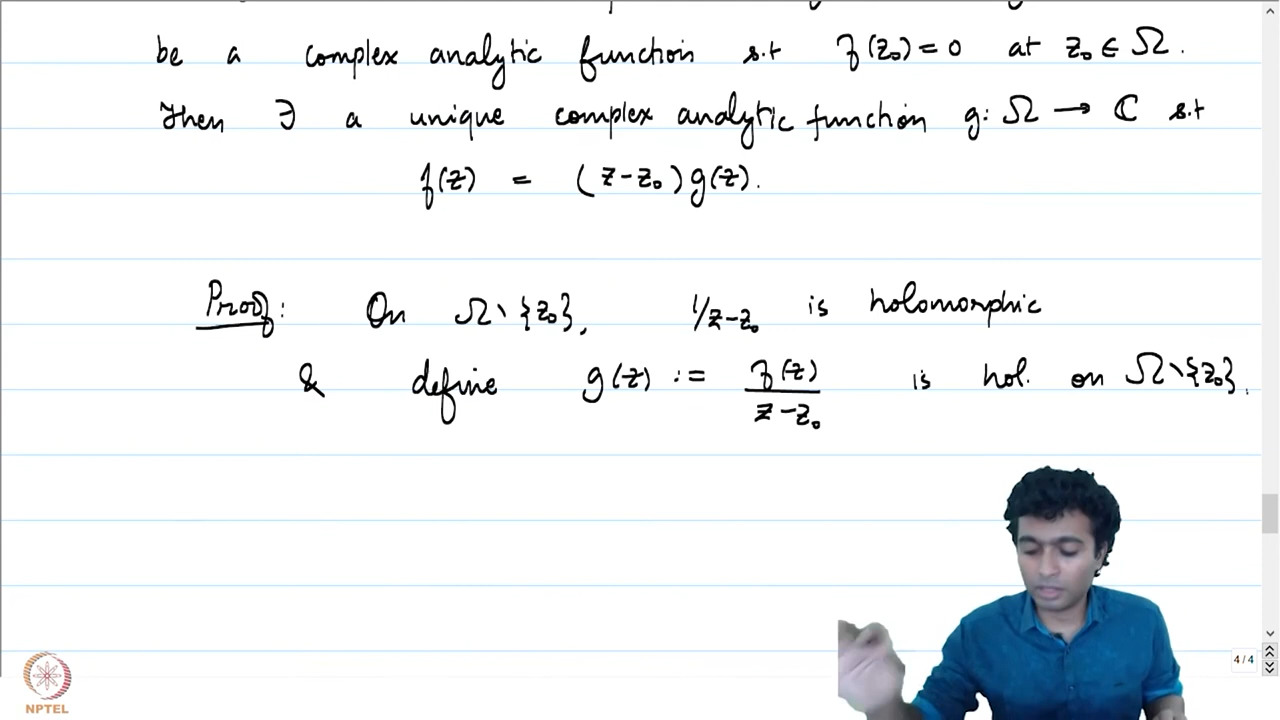 be a complex analytic function s.t f(z₀) = 0 at z₀ ∈ Ω.
Then ∃ a unique complex analytic function g: Ω → ℂ s.t
f(z) = (z-z₀)g(z).
Proof: On Ω∖{z₀}, 1/z-z₀ is holomorphic
& define g(z) := f(z)/z-z₀ is hol. on Ω∖{z₀}.
4/4
NPTEL